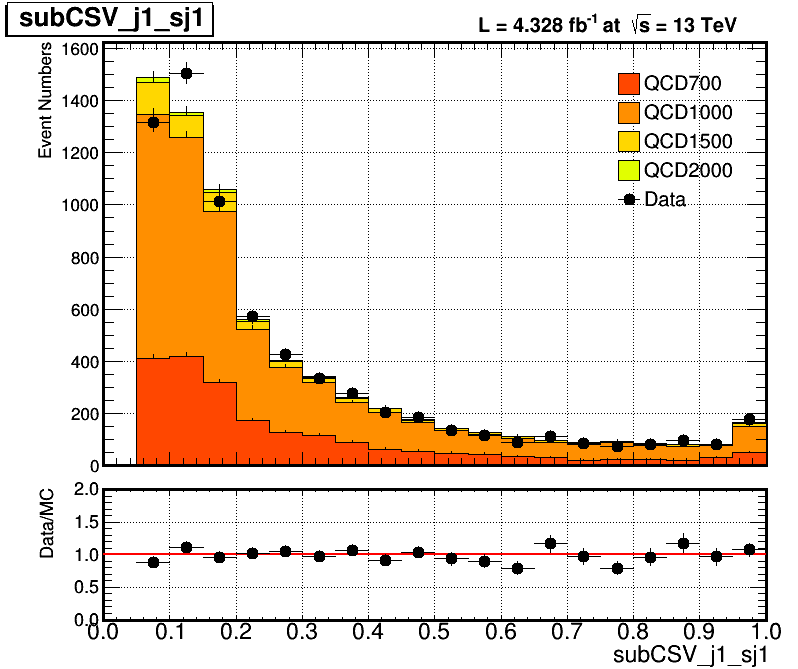 subCSV_j1_sj1
L = 4.328 fb⁻¹ at √s = 13 TeV
Event Numbers
1600
1400
1200
1000
800
600
400
200
0
QCD700
QCD1000
QCD1500
QCD2000
Data
Data/MC
2.0
1.5
1.0
0.5
0.0
0.0 0.1 0.2 0.3 0.4 0.5 0.6 0.7 0.8 0.9 1.0
subCSV_j1_sj1